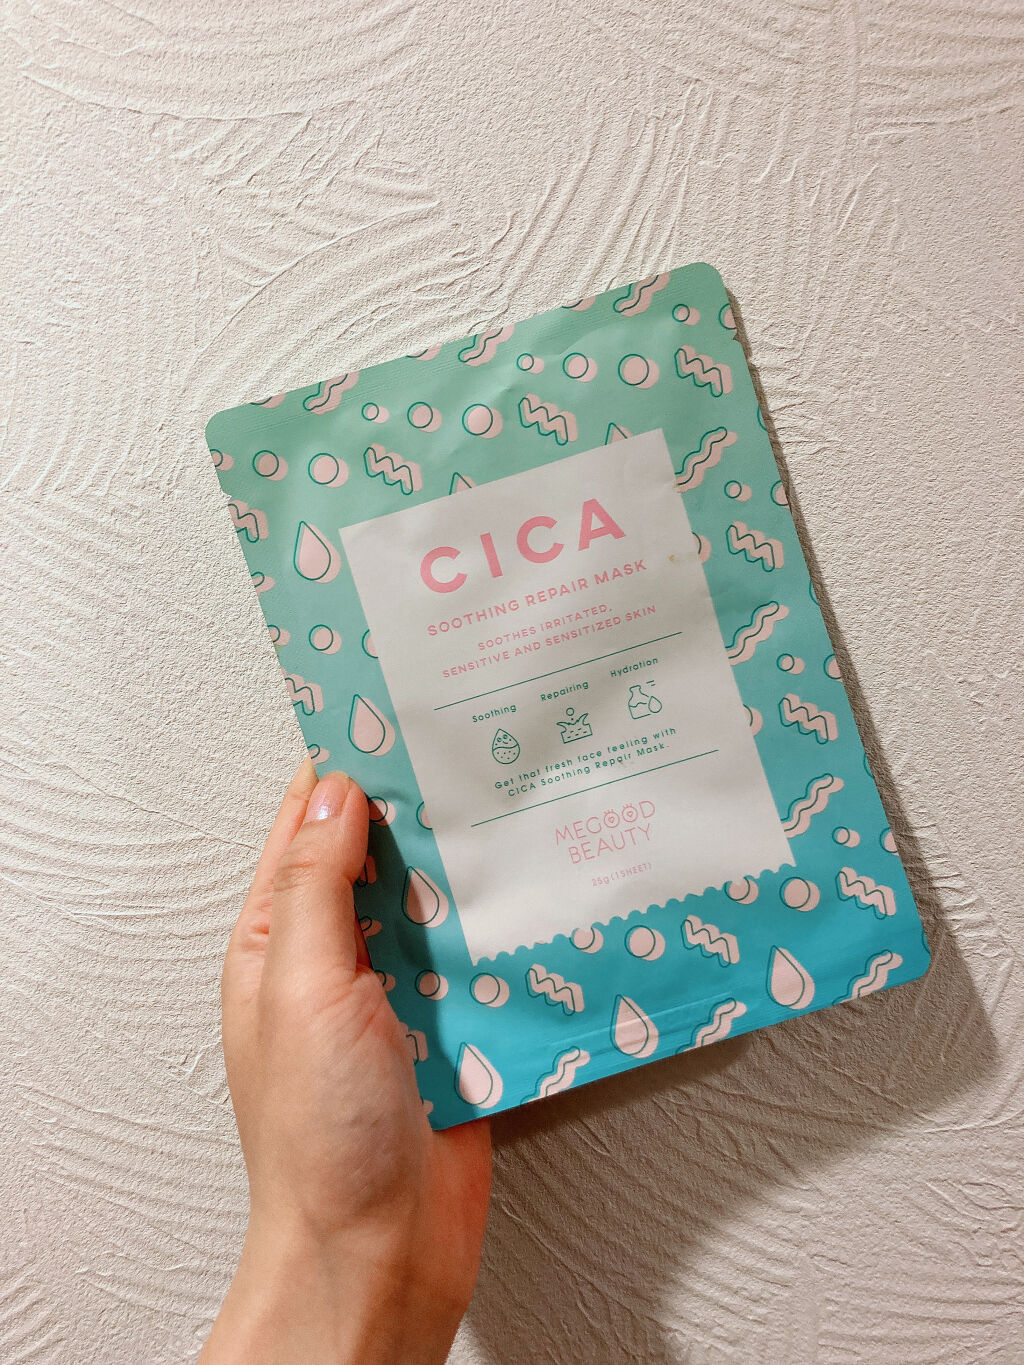 CICA
SOOTHING REPAIR MASK
SOOTHES IRRITATED,
SENSITIVE AND SENSITIZED SKIN
Soothing Repairing Hydration
Get that fresh face feeling with
CICA Soothing Repair Mask.
MEGOOD
BEAUTY
25g(1SHEET)